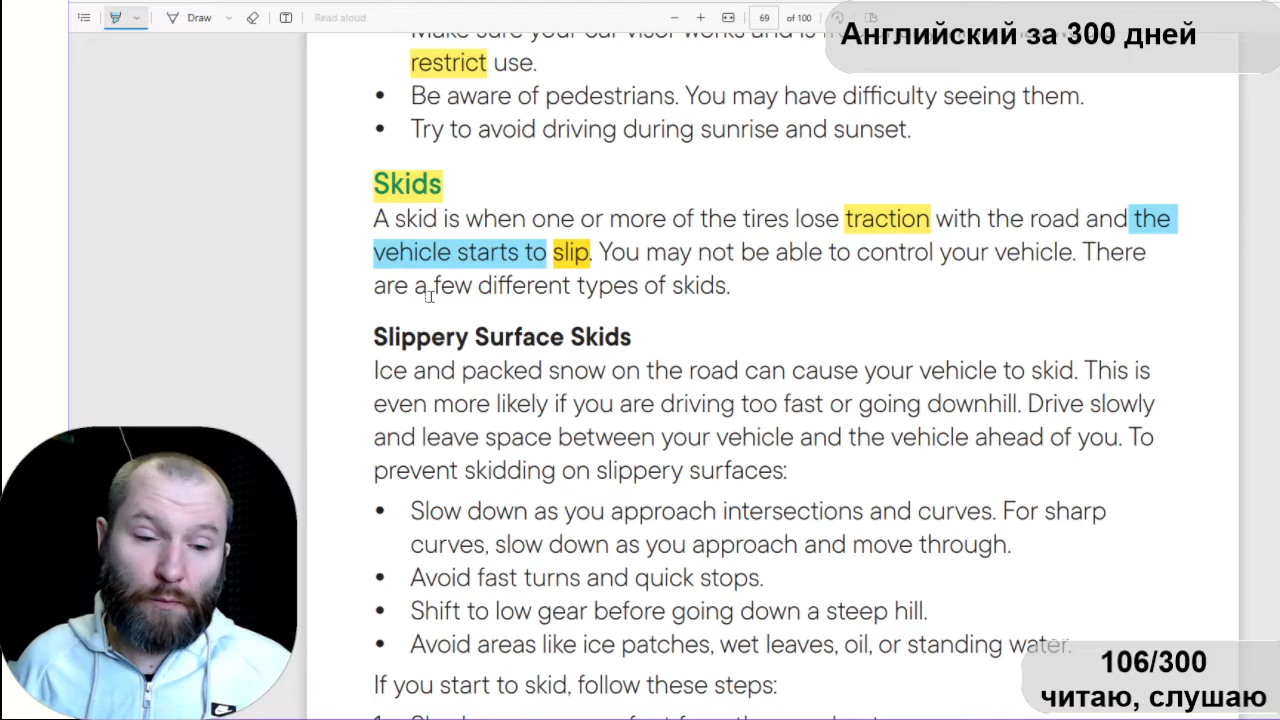 Draw
Read aloud
69 of 100
Английский за 300 дней
Make sure your car visor works and is
restrict use.
• Be aware of pedestrians. You may have difficulty seeing them.
• Try to avoid driving during sunrise and sunset.
Skids
A skid is when one or more of the tires lose traction with the road and the
vehicle starts to slip. You may not be able to control your vehicle. There
are a few different types of skids.
Slippery Surface Skids
Ice and packed snow on the road can cause your vehicle to skid. This is
even more likely if you are driving too fast or going downhill. Drive slowly
and leave space between your vehicle and the vehicle ahead of you. To
prevent skidding on slippery surfaces:
• Slow down as you approach intersections and curves. For sharp
curves, slow down as you approach and move through.
• Avoid fast turns and quick stops.
• Shift to low gear before going down a steep hill.
• Avoid areas like ice patches, wet leaves, oil, or standing water.
If you start to skid, follow these steps:
106/300
читаю, слушаю